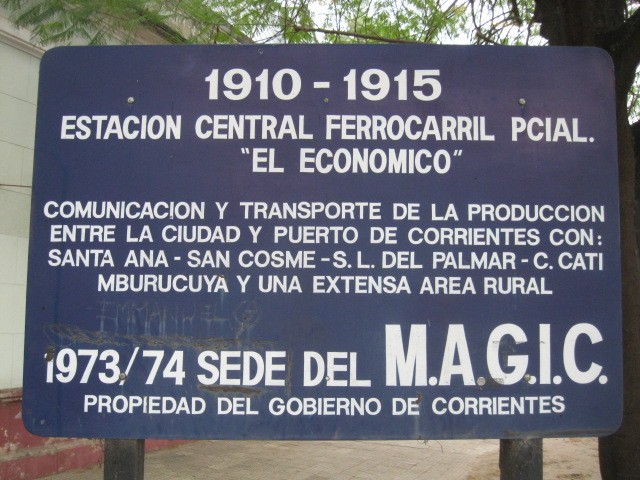 1910 - 1915
ESTACION CENTRAL FERROCARRIL PCIAL.
"EL ECONOMICO"
COMUNICACION Y TRANSPORTE DE LA PRODUCCION
ENTRE LA CIUDAD Y PUERTO DE CORRIENTES CON:
SANTA ANA - SAN COSME - S. L. DEL PALMAR - C. CATI
MBURUCUYA Y UNA EXTENSA AREA RURAL
EMMANUEL
1973/74 SEDE DEL M.A.G.I.C.
PROPIEDAD DEL GOBIERNO DE CORRIENTES